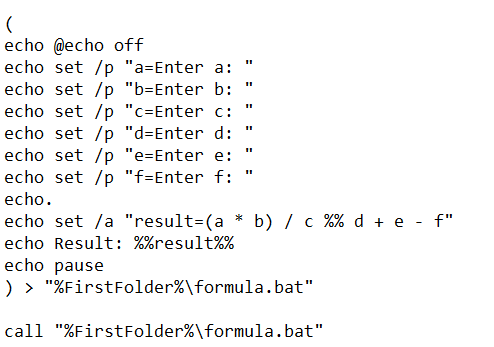 (
echo @echo off
echo set /p "a=Enter a: "
echo set /p "b=Enter b: "
echo set /p "c=Enter c: "
echo set /p "d=Enter d: "
echo set /p "e=Enter e: "
echo set /p "f=Enter f: "
echo.
echo set /a "result=(a * b) / c %% d + e - f"
echo Result: %%result%%
echo pause
) > "%FirstFolder%\formula.bat"
call "%FirstFolder%\formula.bat"